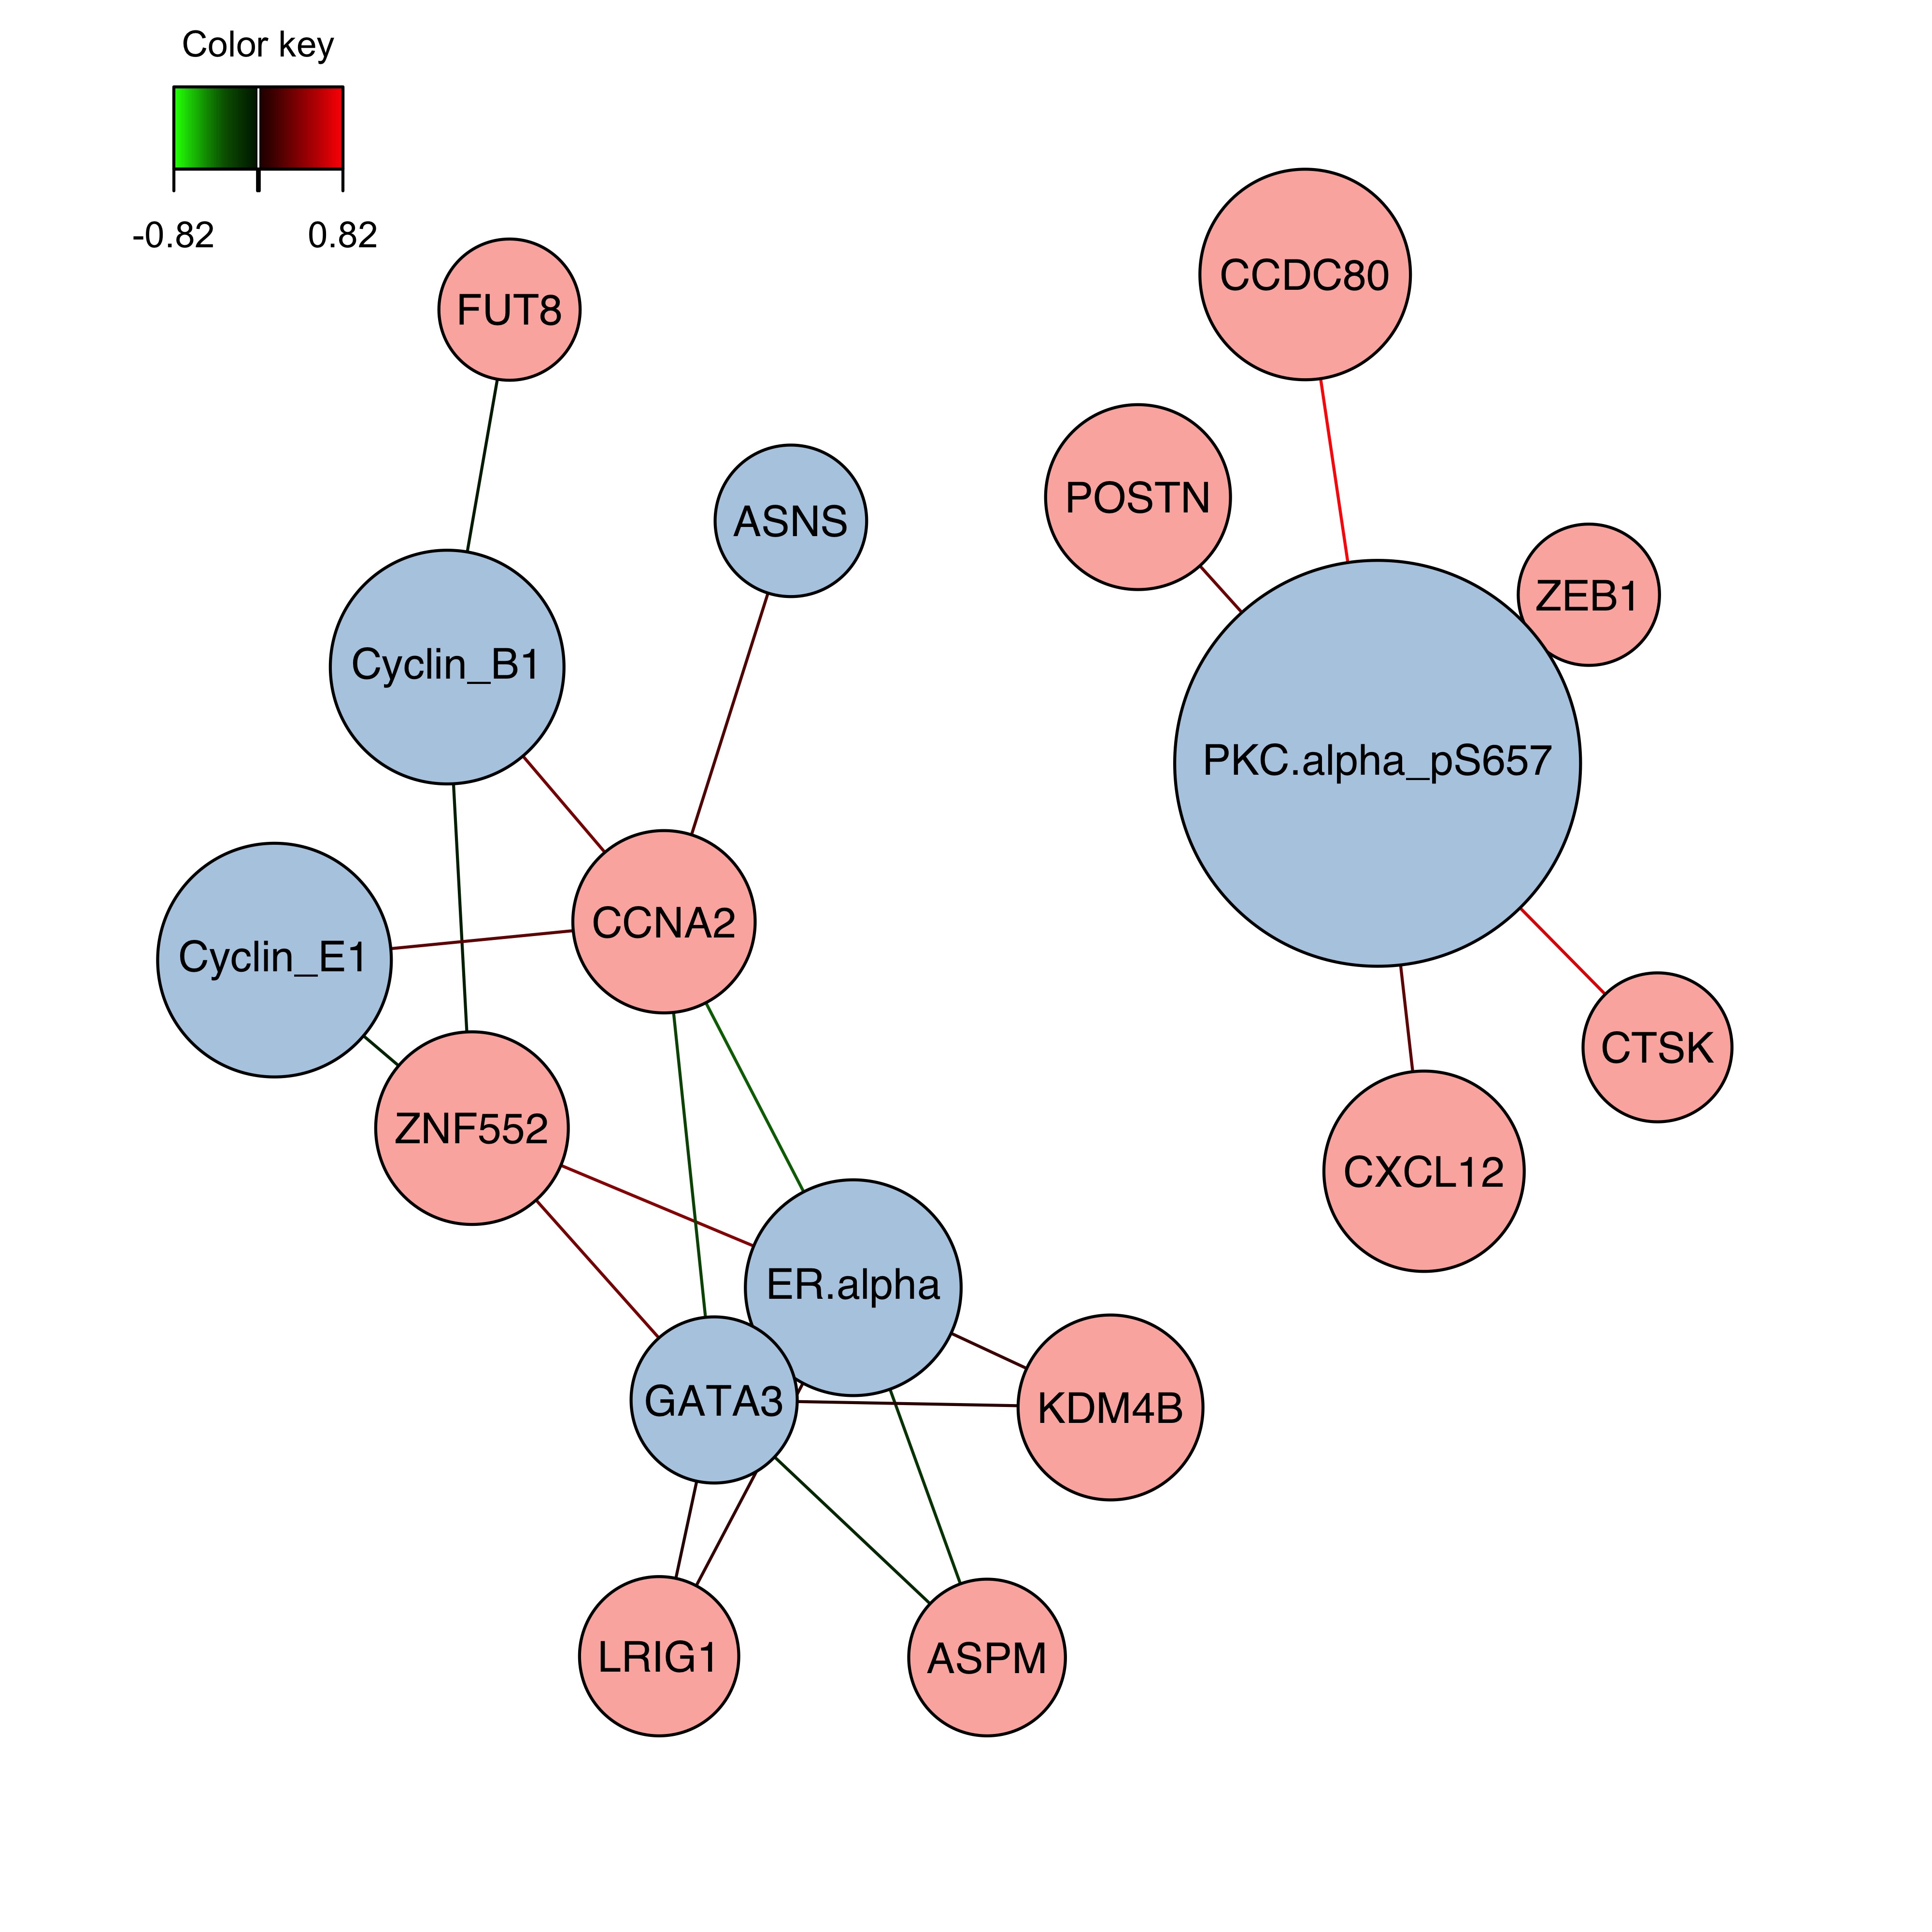 Color key
-0.82 0.82
CCDC80
FUT8
POSTN
ASNS
ZEB1
Cyclin_B1
PKC.alpha_pS657
CCNA2
Cyclin_E1
CTSK
ZNF552
CXCL12
ER.alpha
GATA3
KDM4B
LRIG1
ASPM